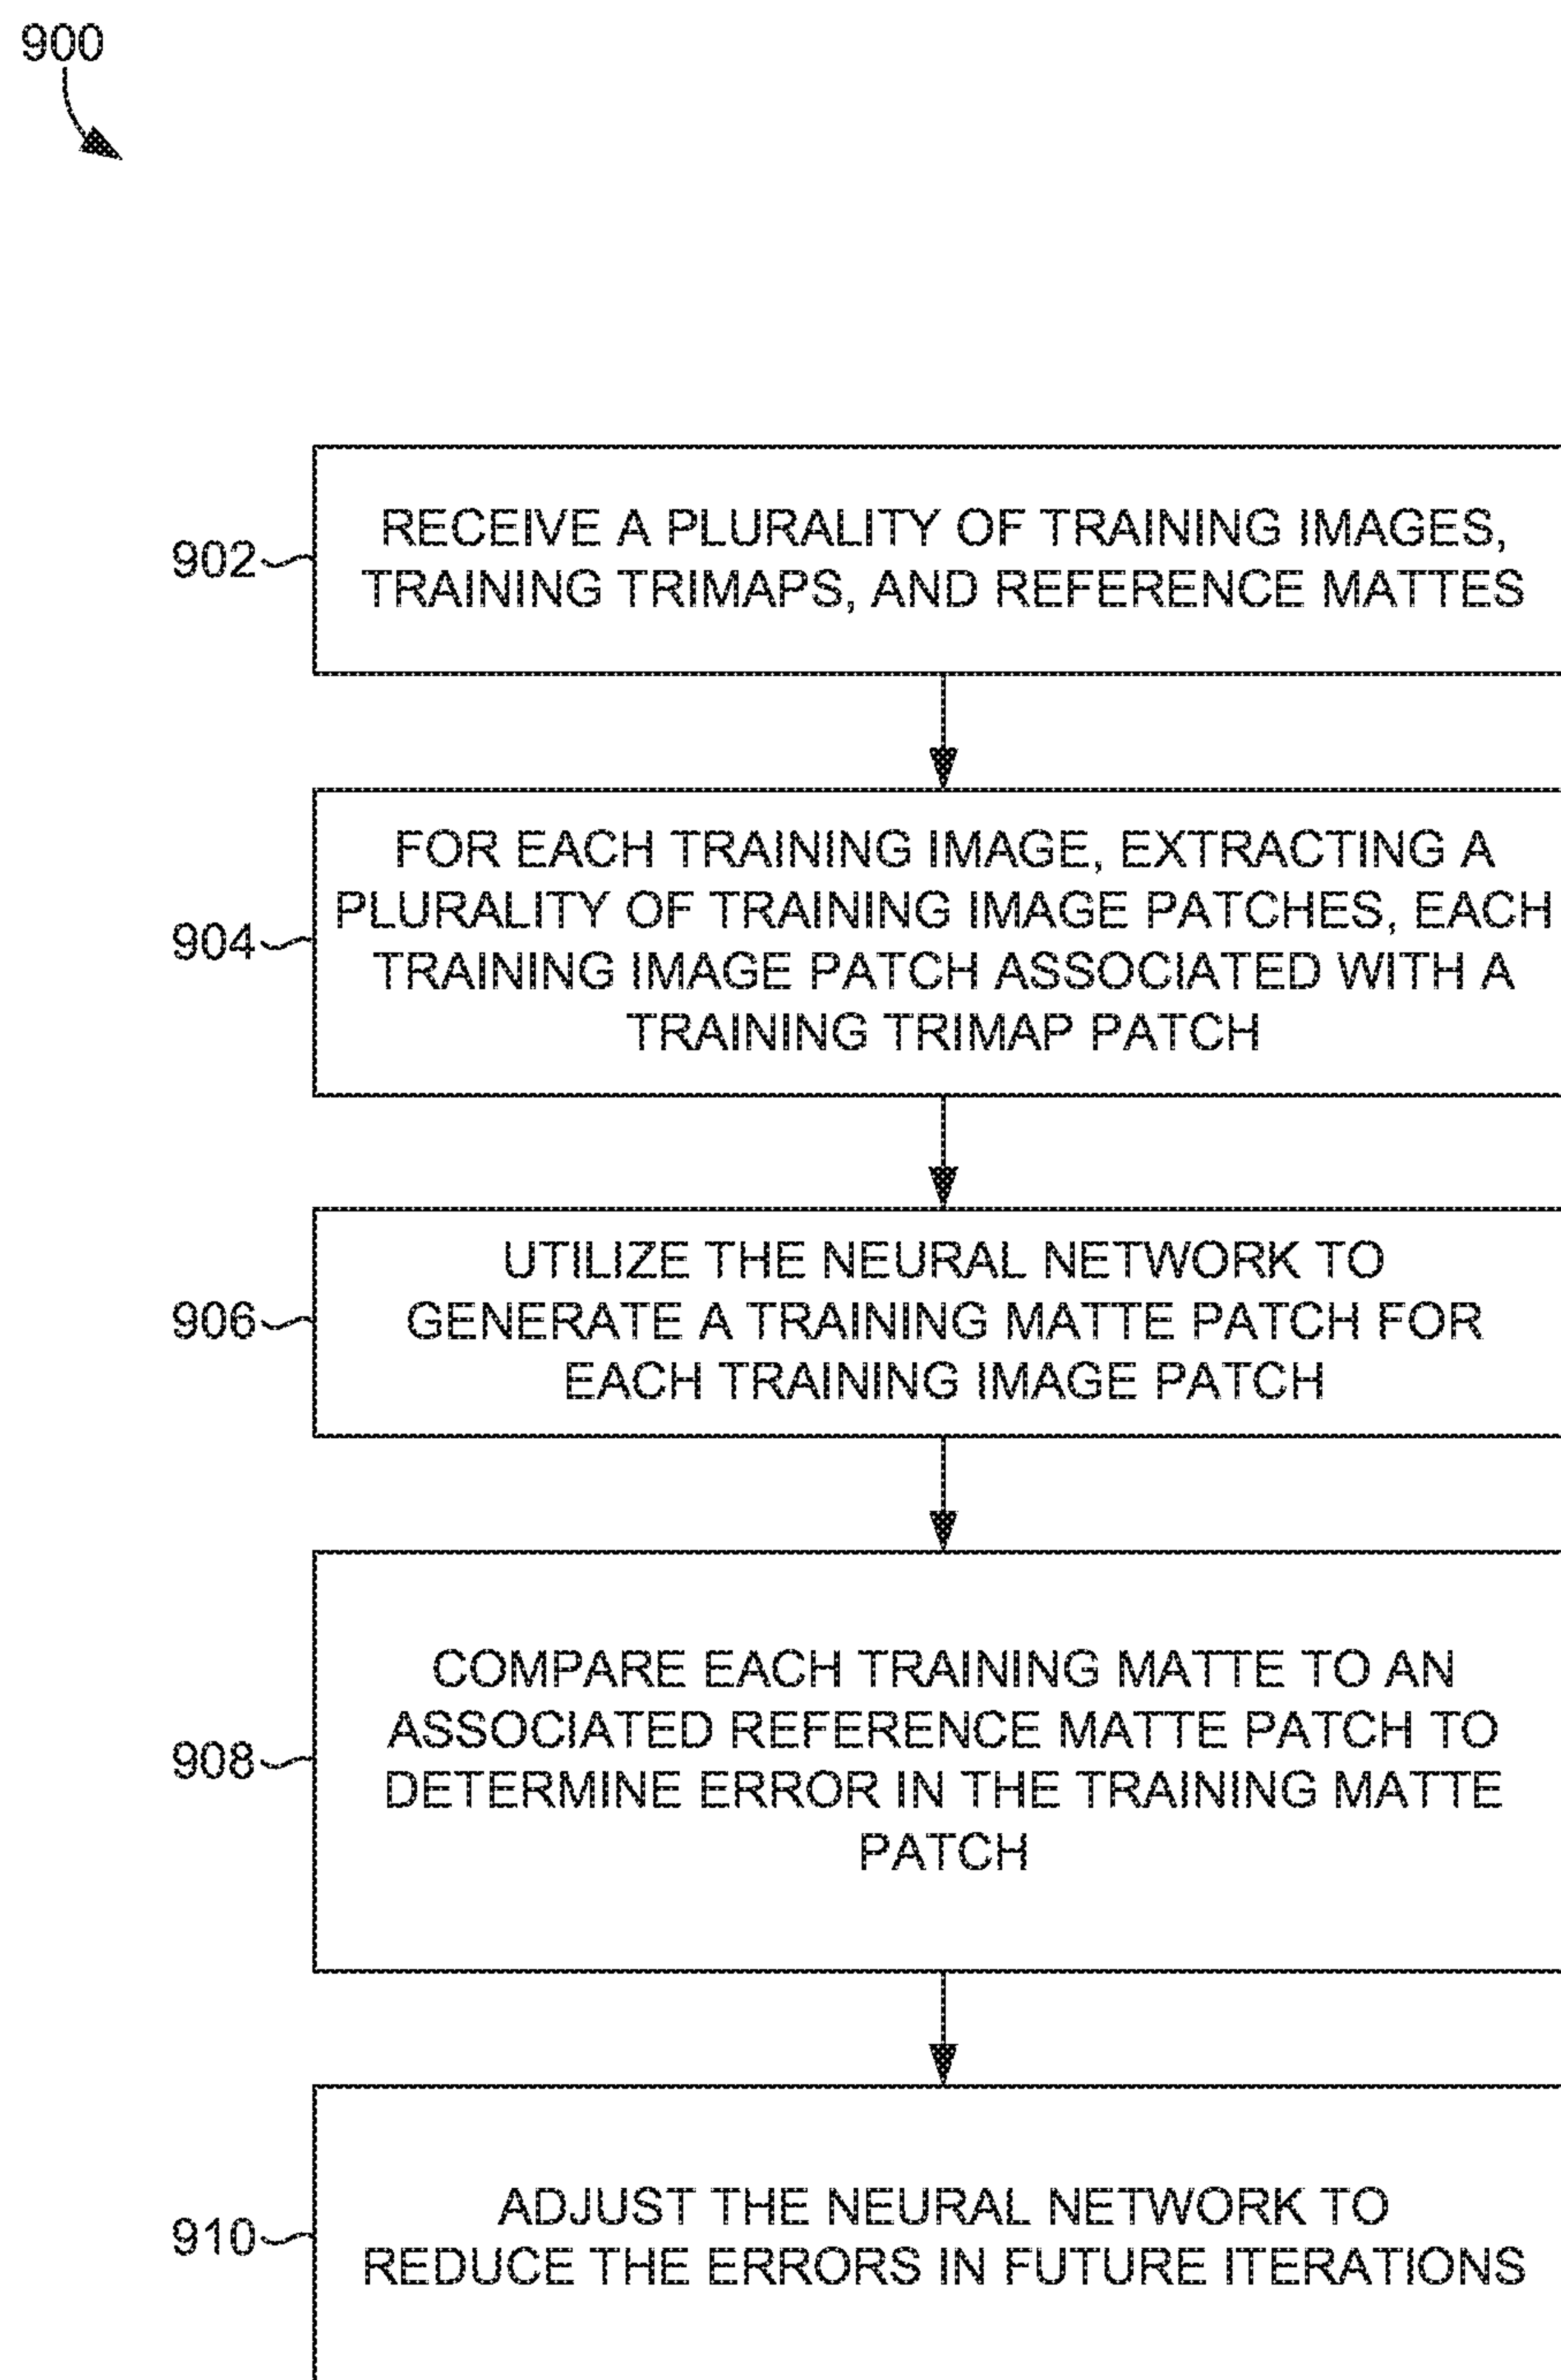 900
902
RECEIVE A PLURALITY OF TRAINING IMAGES,
TRAINING TRIMAPS, AND REFERENCE MATTES
904
FOR EACH TRAINING IMAGE, EXTRACTING A
PLURALITY OF TRAINING IMAGE PATCHES, EACH
TRAINING IMAGE PATCH ASSOCIATED WITH A
TRAINING TRIMAP PATCH
906
UTILIZE THE NEURAL NETWORK TO
GENERATE A TRAINING MATTE PATCH FOR
EACH TRAINING IMAGE PATCH
908
COMPARE EACH TRAINING MATTE TO AN
ASSOCIATED REFERENCE MATTE PATCH TO
DETERMINE ERROR IN THE TRAINING MATTE
PATCH
910
ADJUST THE NEURAL NETWORK TO
REDUCE THE ERRORS IN FUTURE ITERATIONS